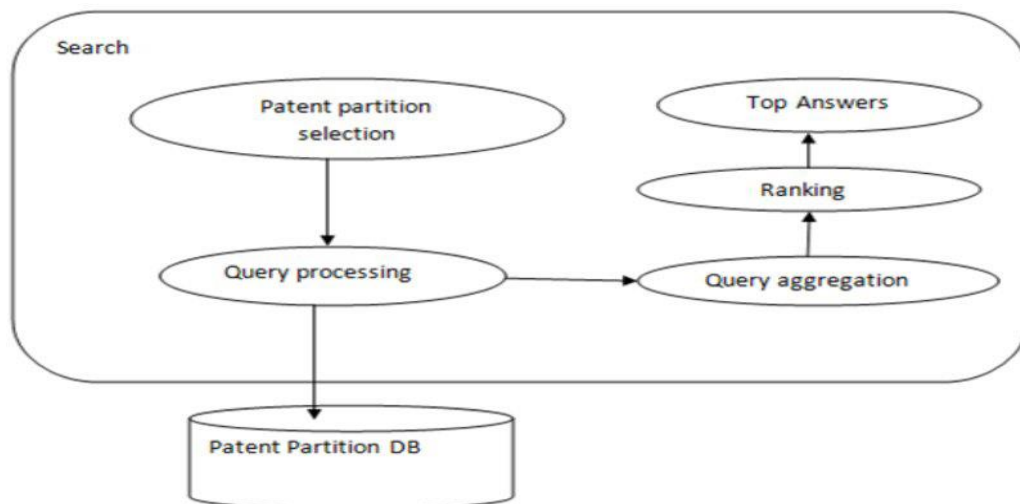 Search
Patent partition
selection
Top Answers
Ranking
Query processing
Query aggregation
Patent Partition DB